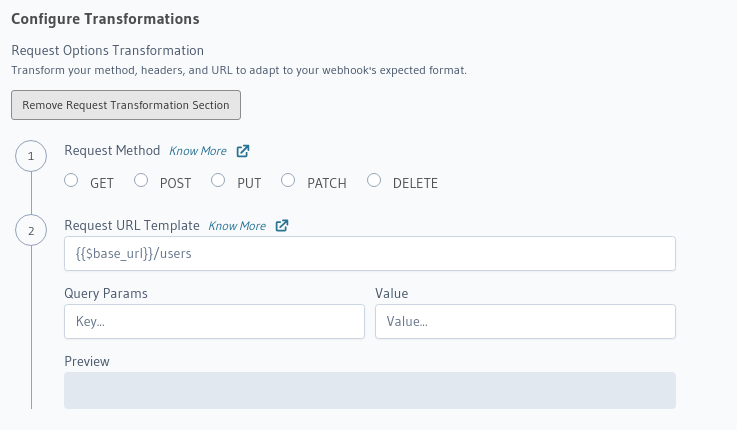 Configure Transformations
Request Options Transformation
Transform your method, headers, and URL to adapt to your webhook's expected format.
Remove Request Transformation Section
1
Request Method Know More
GET POST PUT PATCH DELETE
2
Request URL Template Know More
{{$base_url}}/users
Query Params Value
Key... Value...
Preview